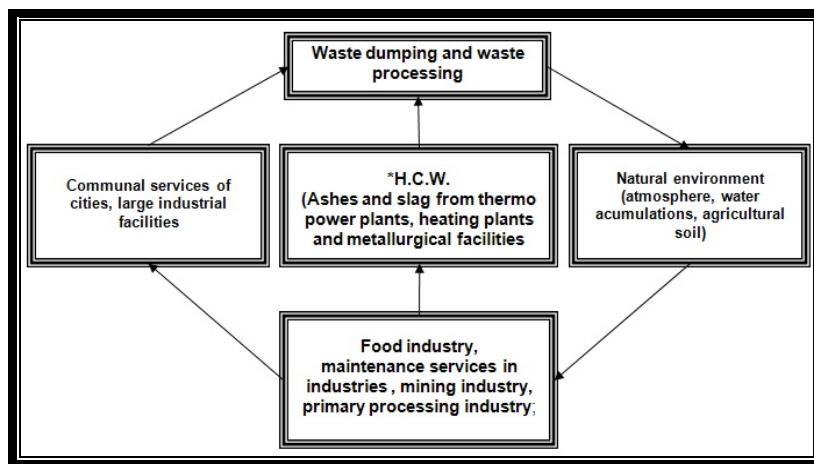 Waste dumping and waste
processing
Communal services of
cities, large industrial
facilities
*H.C.W.
(Ashes and slag from thermo
power plants, heating plants
and metallurgical facilities
Natural environment
(atmosphere, water
acumulations, agricultural
soil)
Food industry,
maintenance services in
industries , mining industry,
primary processing industry;